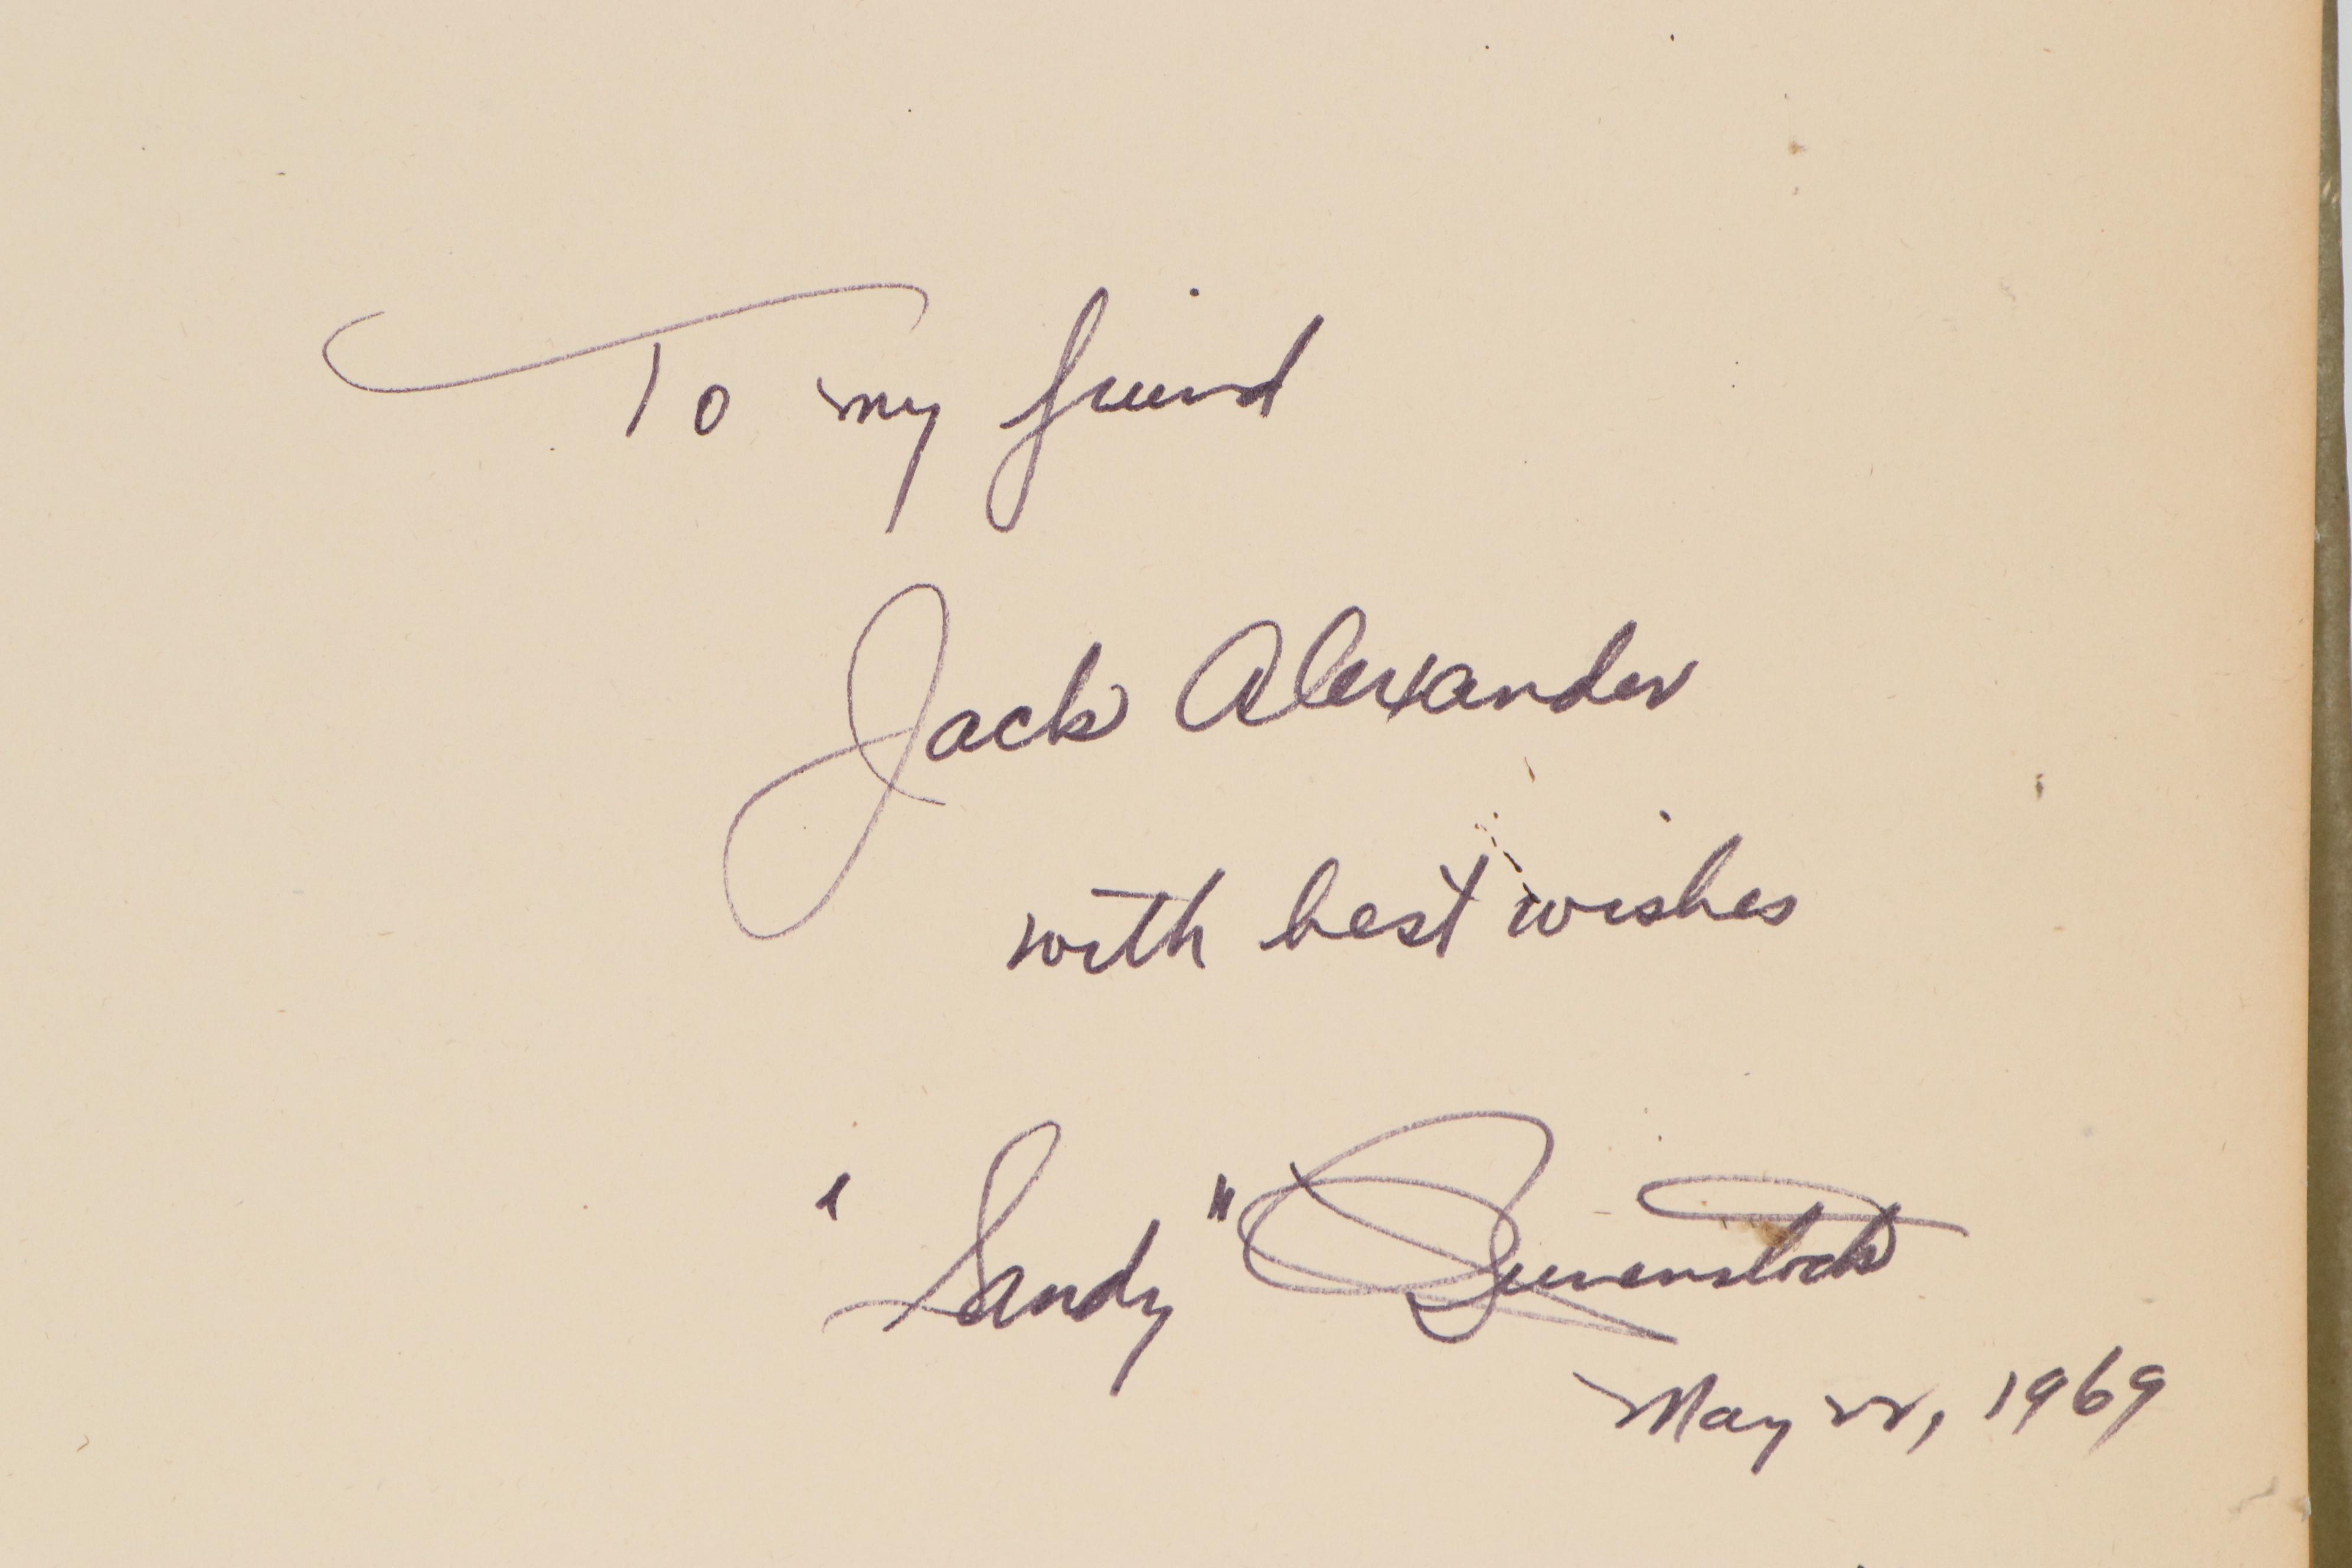 To my friend
Jack Alexander
with best wishes
"Sandy"
May 22, 1969